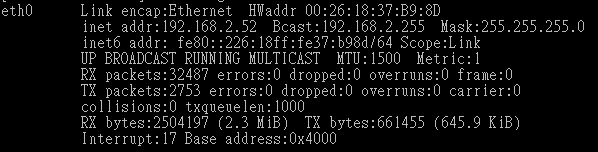 eth0 Link encap:Ethernet HWaddr 00:26:18:37:B9:8D
inet addr:192.168.2.52 Bcast:192.168.2.255 Mask:255.255.255.0
inet6 addr: fe80::226:18ff:fe37:b98d/64 Scope:Link
UP BROADCAST RUNNING MULTICAST MTU:1500 Metric:1
RX packets:32487 errors:0 dropped:0 overruns:0 frame:0
TX packets:2753 errors:0 dropped:0 overruns:0 carrier:0
collisions:0 txqueuelen:1000
RX bytes:2504197 (2.3 MiB) TX bytes:661455 (645.9 KiB)
Interrupt:17 Base address:0x4000